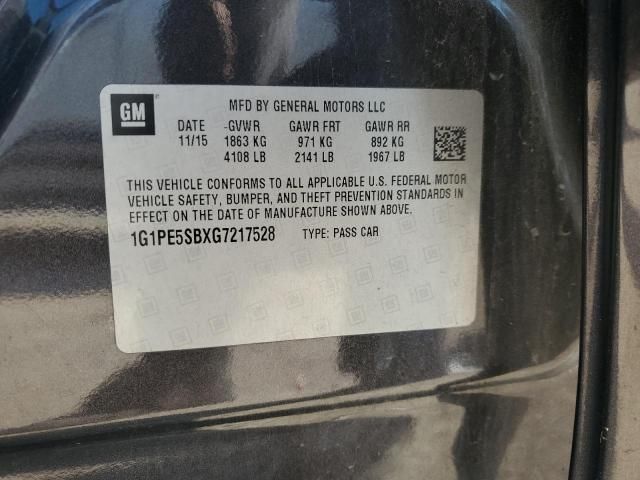 GM
MFD BY GENERAL MOTORS LLC
DATE -GVWR GAWR FRT GAWR RR
11/15 1863 KG 971 KG 892 KG
4108 LB 2141 LB 1967 LB
THIS VEHICLE CONFORMS TO ALL APPLICABLE U.S. FEDERAL MOTOR
VEHICLE SAFETY, BUMPER, AND THEFT PREVENTION STANDARDS IN
EFFECT ON THE DATE OF MANUFACTURE SHOWN ABOVE.
1G1PE5SBXG7217528 TYPE: PASS CAR